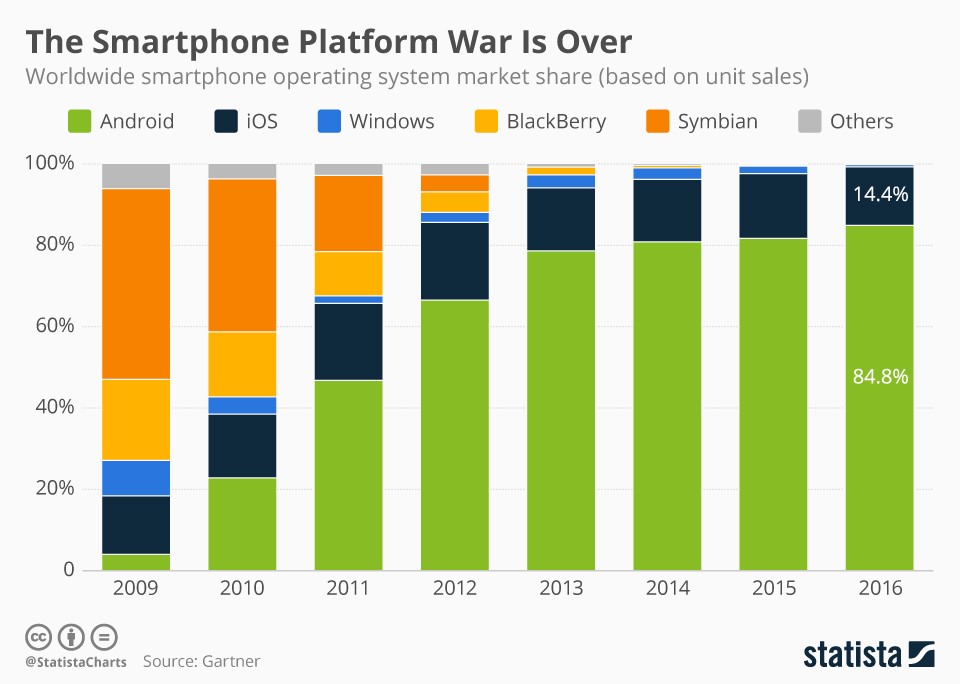 The Smartphone Platform War Is Over
Worldwide smartphone operating system market share (based on unit sales)
Android iOS Windows BlackBerry Symbian Others
100%
80%
60%
40%
20%
0
14.4%
84.8%
2009 2010 2011 2012 2013 2014 2015 2016
cc
@StatistaCharts Source: Gartner
statista